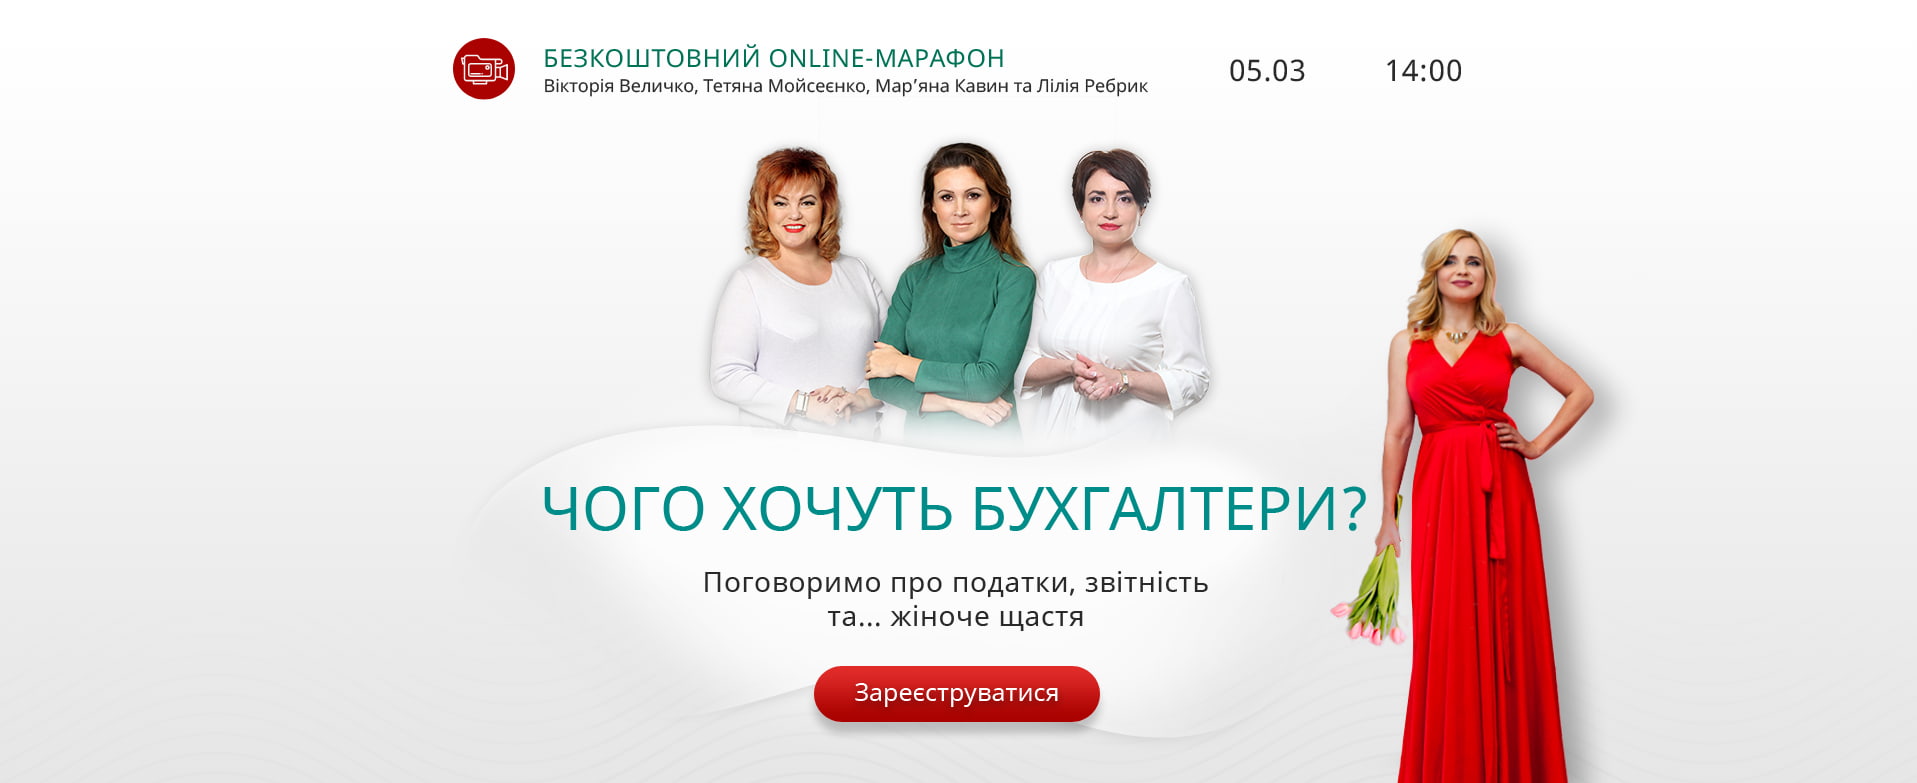 БЕЗКОШТОВНИЙ ONLINE-МАРАФОН
Вікторія Величко, Тетяна Мойсеєнко, Мар’яна Кавин та Лілія Ребрик
05.03
14:00
ЧОГО ХОЧУТЬ БУХГАЛТЕРИ?
Поговоримо про податки, звітність
та... жіноче щастя
Зареєструватися